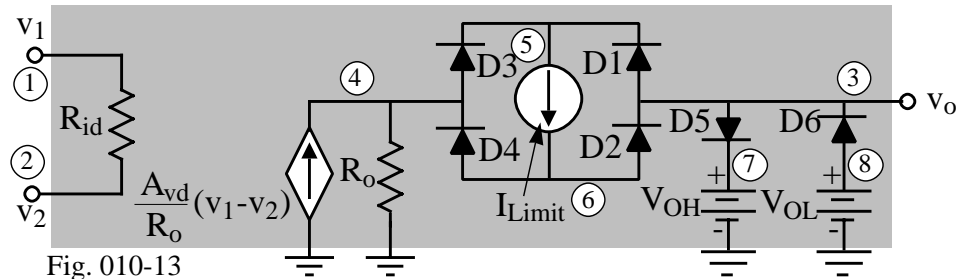 v1
1
Rid
2
v2
Avd
Ro
(v1-v2)
Ro
4
D3
D4
5
ILimit
6
D1
D2
3
vo
D5
D6
7
8
+
VOH
-
+
VOL
-
Fig. 010-13